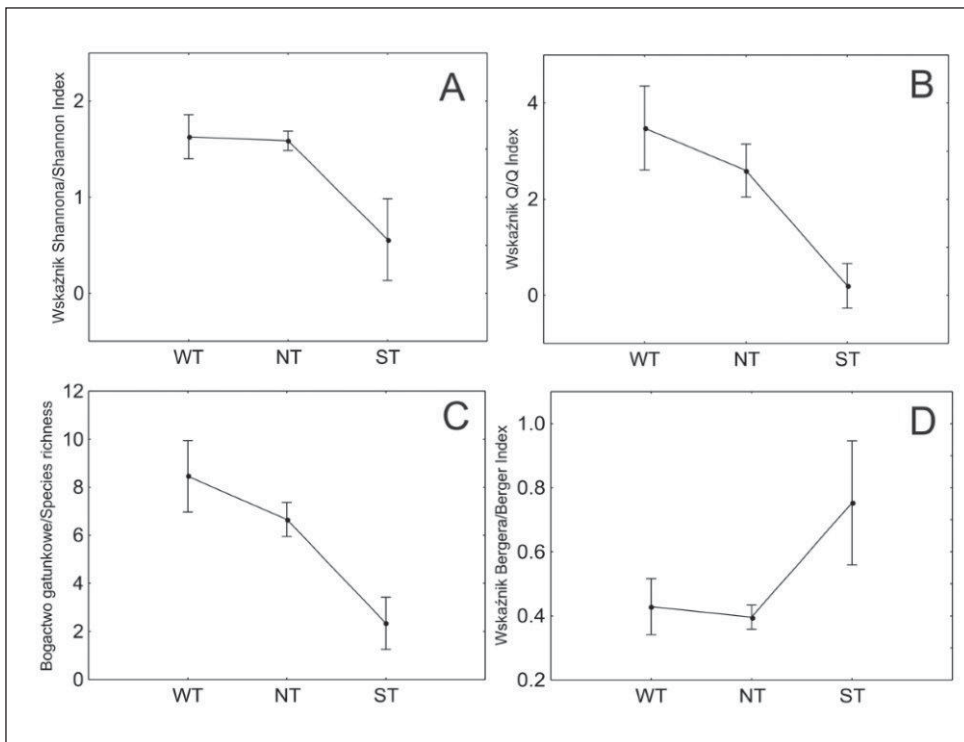 A
Wskaźnik Shannona/Shannon Index
2
1
0
WT NT ST
B
Wskaźnik Q/Q Index
4
2
0
WT NT ST
C
Bogactwo gatunkowe/Species richness
12
10
8
6
4
2
0
WT NT ST
D
Wskaźnik Bergera/Berger Index
1.0
0.8
0.6
0.4
0.2
WT NT ST